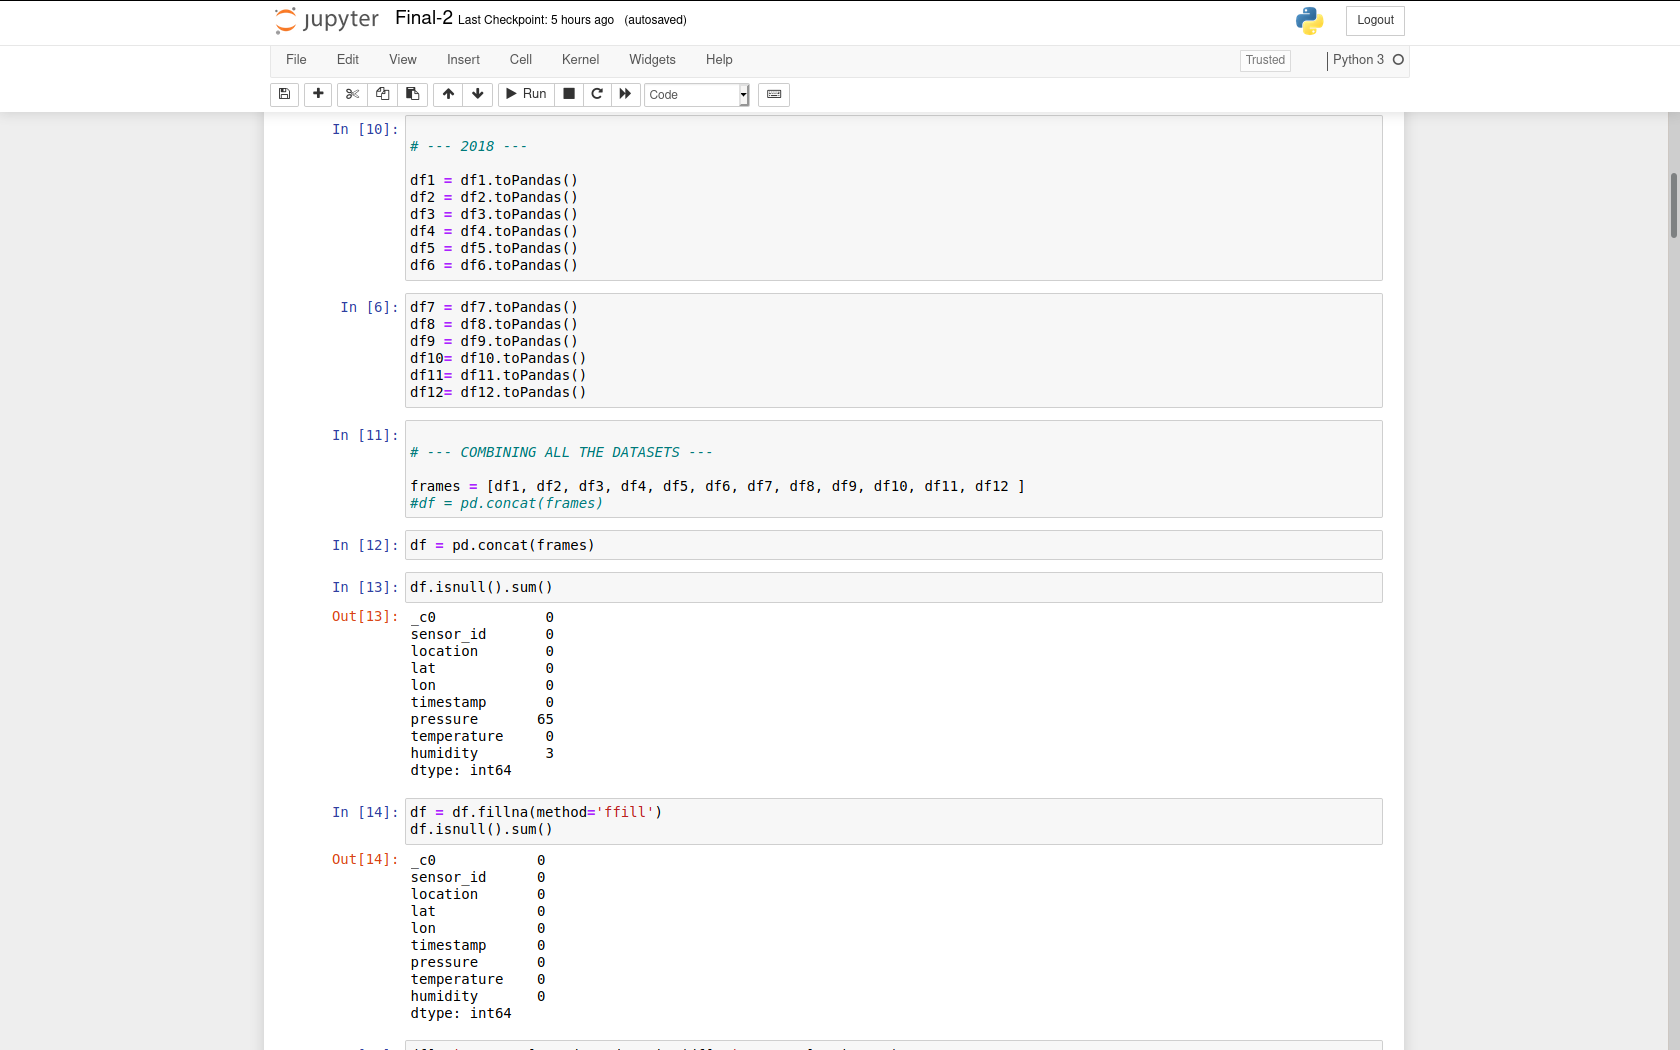 jupyter Final-2 Last Checkpoint: 5 hours ago (autosaved) Logout
File Edit View Insert Cell Kernel Widgets Help Trusted Python 3
Run Code
In [10]:
# --- 2018 ---
df1 = df1.toPandas()
df2 = df2.toPandas()
df3 = df3.toPandas()
df4 = df4.toPandas()
df5 = df5.toPandas()
df6 = df6.toPandas()
In [6]: df7 = df7.toPandas()
df8 = df8.toPandas()
df9 = df9.toPandas()
df10= df10.toPandas()
df11= df11.toPandas()
df12= df12.toPandas()
In [11]:
# --- COMBINING ALL THE DATASETS ---
frames = [df1, df2, df3, df4, df5, df6, df7, df8, df9, df10, df11, df12 ]
#df = pd.concat(frames)
In [12]: df = pd.concat(frames)
In [13]: df.isnull().sum()
Out[13]: _c0 0
sensor_id 0
location 0
lat 0
lon 0
timestamp 0
pressure 65
temperature 0
humidity 3
dtype: int64
In [14]: df = df.fillna(method='ffill')
df.isnull().sum()
Out[14]: _c0 0
sensor_id 0
location 0
lat 0
lon 0
timestamp 0
pressure 0
temperature 0
humidity 0
dtype: int64